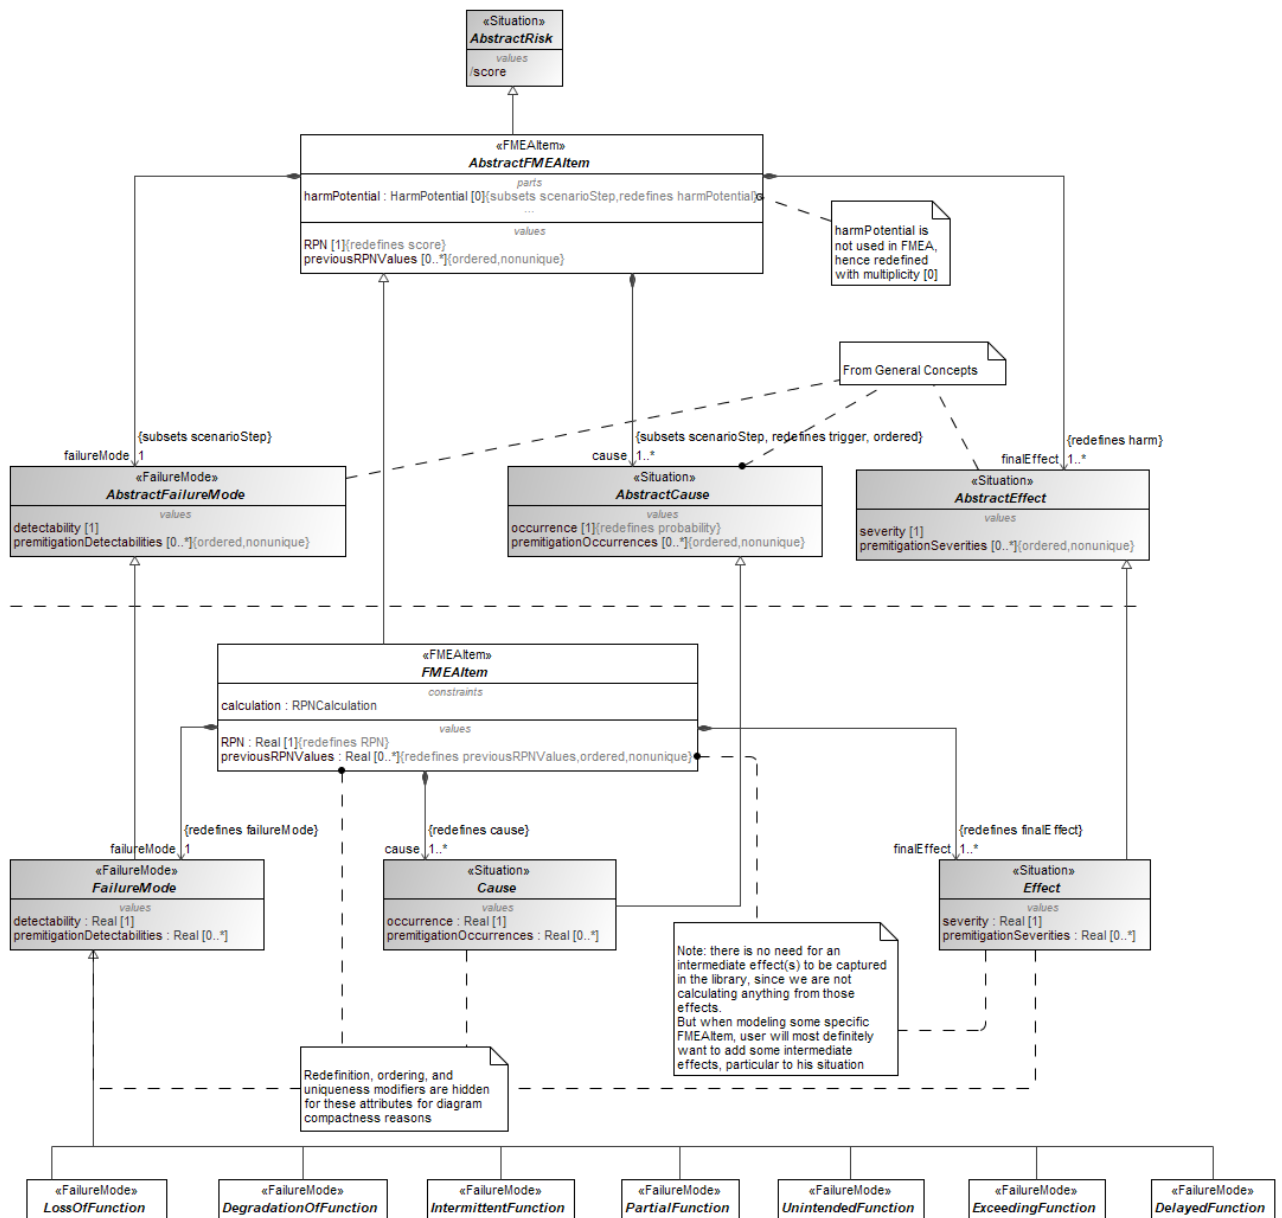 «Situation»
AbstractRisk
values
/score
«FMEAItem»
AbstractFMEAItem
parts
harmPotential : HarmPotential [0]{subsets scenarioStep,redefines harmPotential}
...
values
RPN [1]{redefines score}
previousRPNValues [0..*]{ordered,nonunique}
harmPotential is
not used in FMEA,
hence redefined
with multiplicity [0]
From General Concepts
{subsets scenarioStep}
failureMode 1
{subsets scenarioStep, redefines trigger, ordered}
cause 1..*
{redefines harm}
finalEffect 1..*
«FailureMode»
AbstractFailureMode
values
detectability [1]
premitigationDetectabilities [0..*]{ordered,nonunique}
«Situation»
AbstractCause
values
occurrence [1]{redefines probability}
premitigationOccurrences [0..*]{ordered,nonunique}
«Situation»
AbstractEffect
values
severity [1]
premitigationSeverities [0..*]{ordered,nonunique}
«FMEAItem»
FMEAItem
constraints
calculation : RPNCalculation
values
RPN : Real [1]{redefines RPN}
previousRPNValues : Real [0..*]{redefines previousRPNValues,ordered,nonunique}
{redefines failureMode}
failureMode 1
{redefines cause}
cause 1..*
{redefines finalEffect}
finalEffect 1..*
«FailureMode»
FailureMode
values
detectability : Real [1]
premitigationDetectabilities : Real [0..*]
«Situation»
Cause
values
occurrence : Real [1]
premitigationOccurrences : Real [0..*]
«Situation»
Effect
values
severity : Real [1]
premitigationSeverities : Real [0..*]
Note: there is no need for an
intermediate effect(s) to be captured
in the library, since we are not
calculating anything from those
effects.
But when modeling some specific
FMEAItem, user will most definitely
want to add some intermediate
effects, particular to his situation
Redefinition, ordering, and
uniqueness modifiers are hidden
for these attributes for diagram
compactness reasons
«FailureMode»
LossOfFunction
«FailureMode»
DegradationOfFunction
«FailureMode»
IntermittentFunction
«FailureMode»
PartialFunction
«FailureMode»
UnintendedFunction
«FailureMode»
ExceedingFunction
«FailureMode»
DelayedFunction